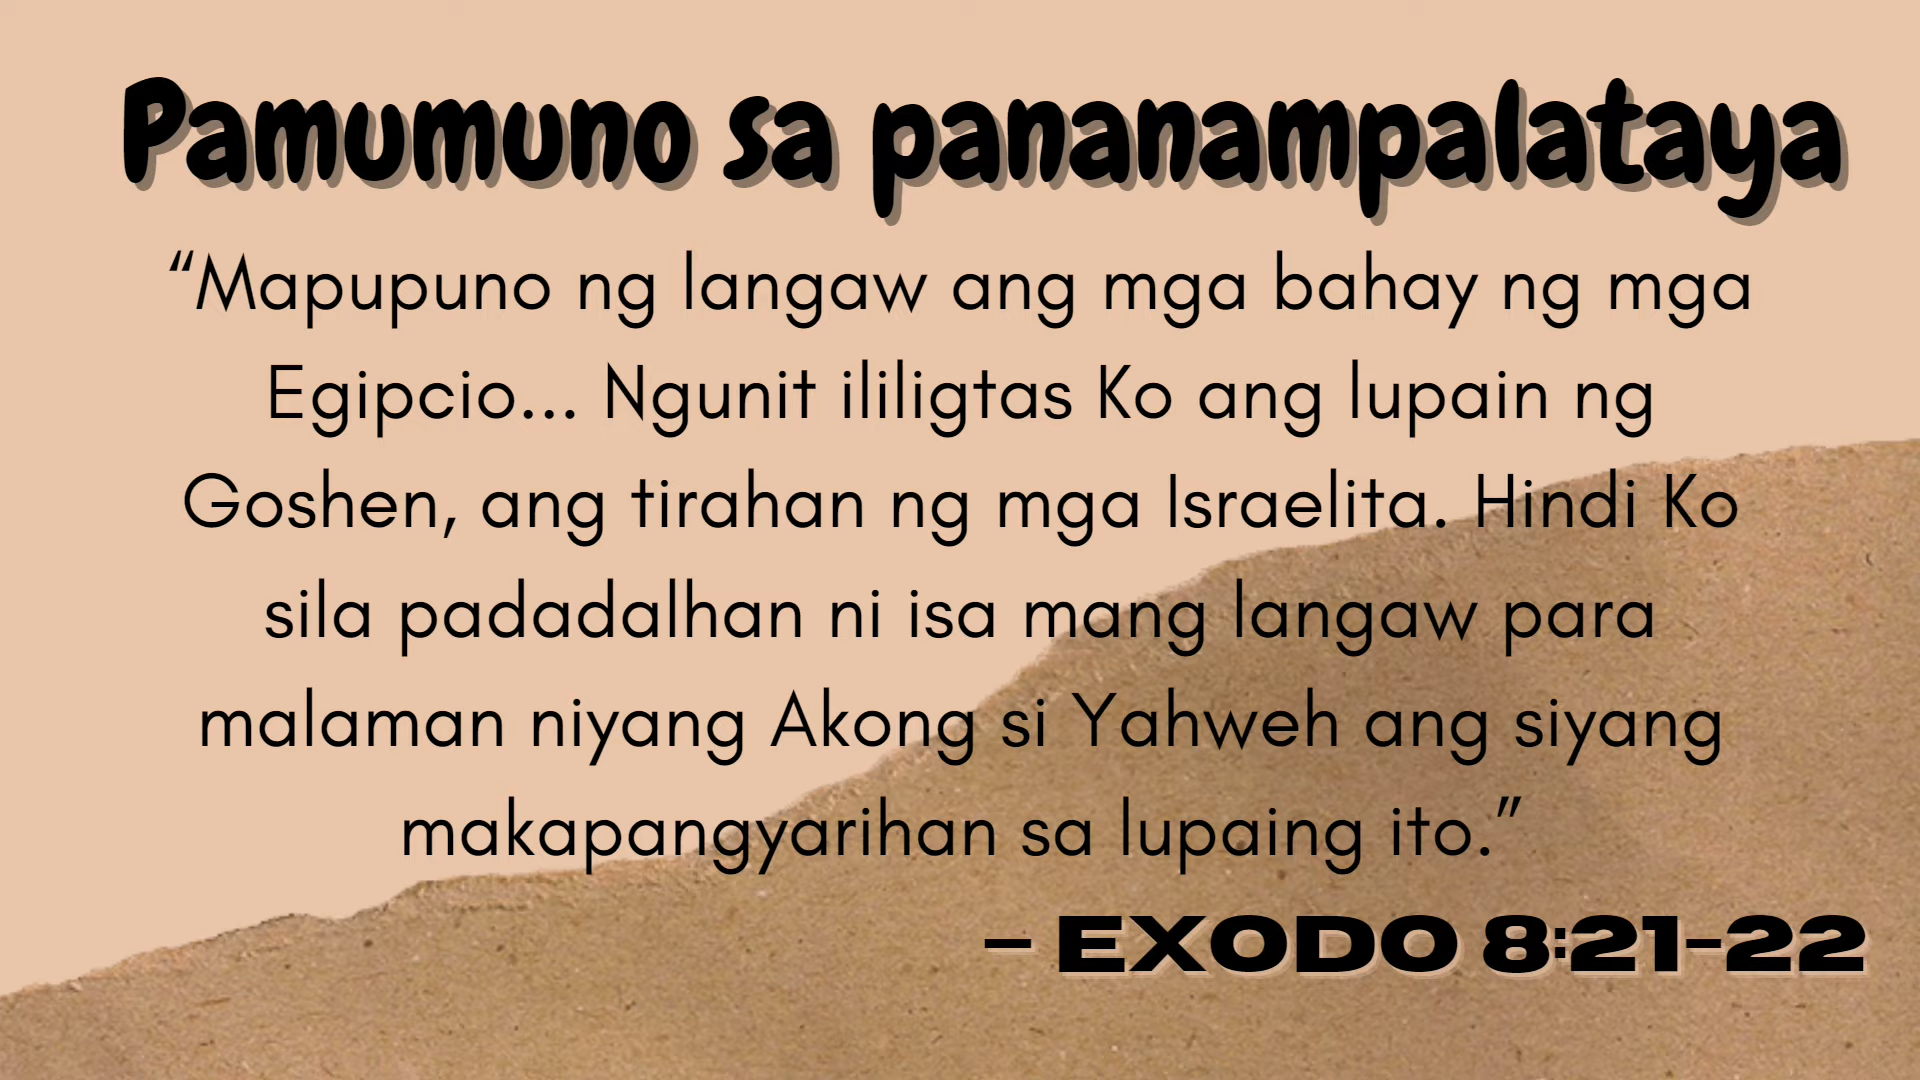 Pamumuno sa pananampalataya
“Mapupuno ng langaw ang mga bahay ng mga
Egipcio... Ngunit ililigtas Ko ang lupain ng
Goshen, ang tirahan ng mga Israelita. Hindi Ko
sila padadalhan ni isa mang langaw para
malaman niyang Akong si Yahweh ang siyang
makapangyarihan sa lupaing ito.”
– EXODO 8:21-22